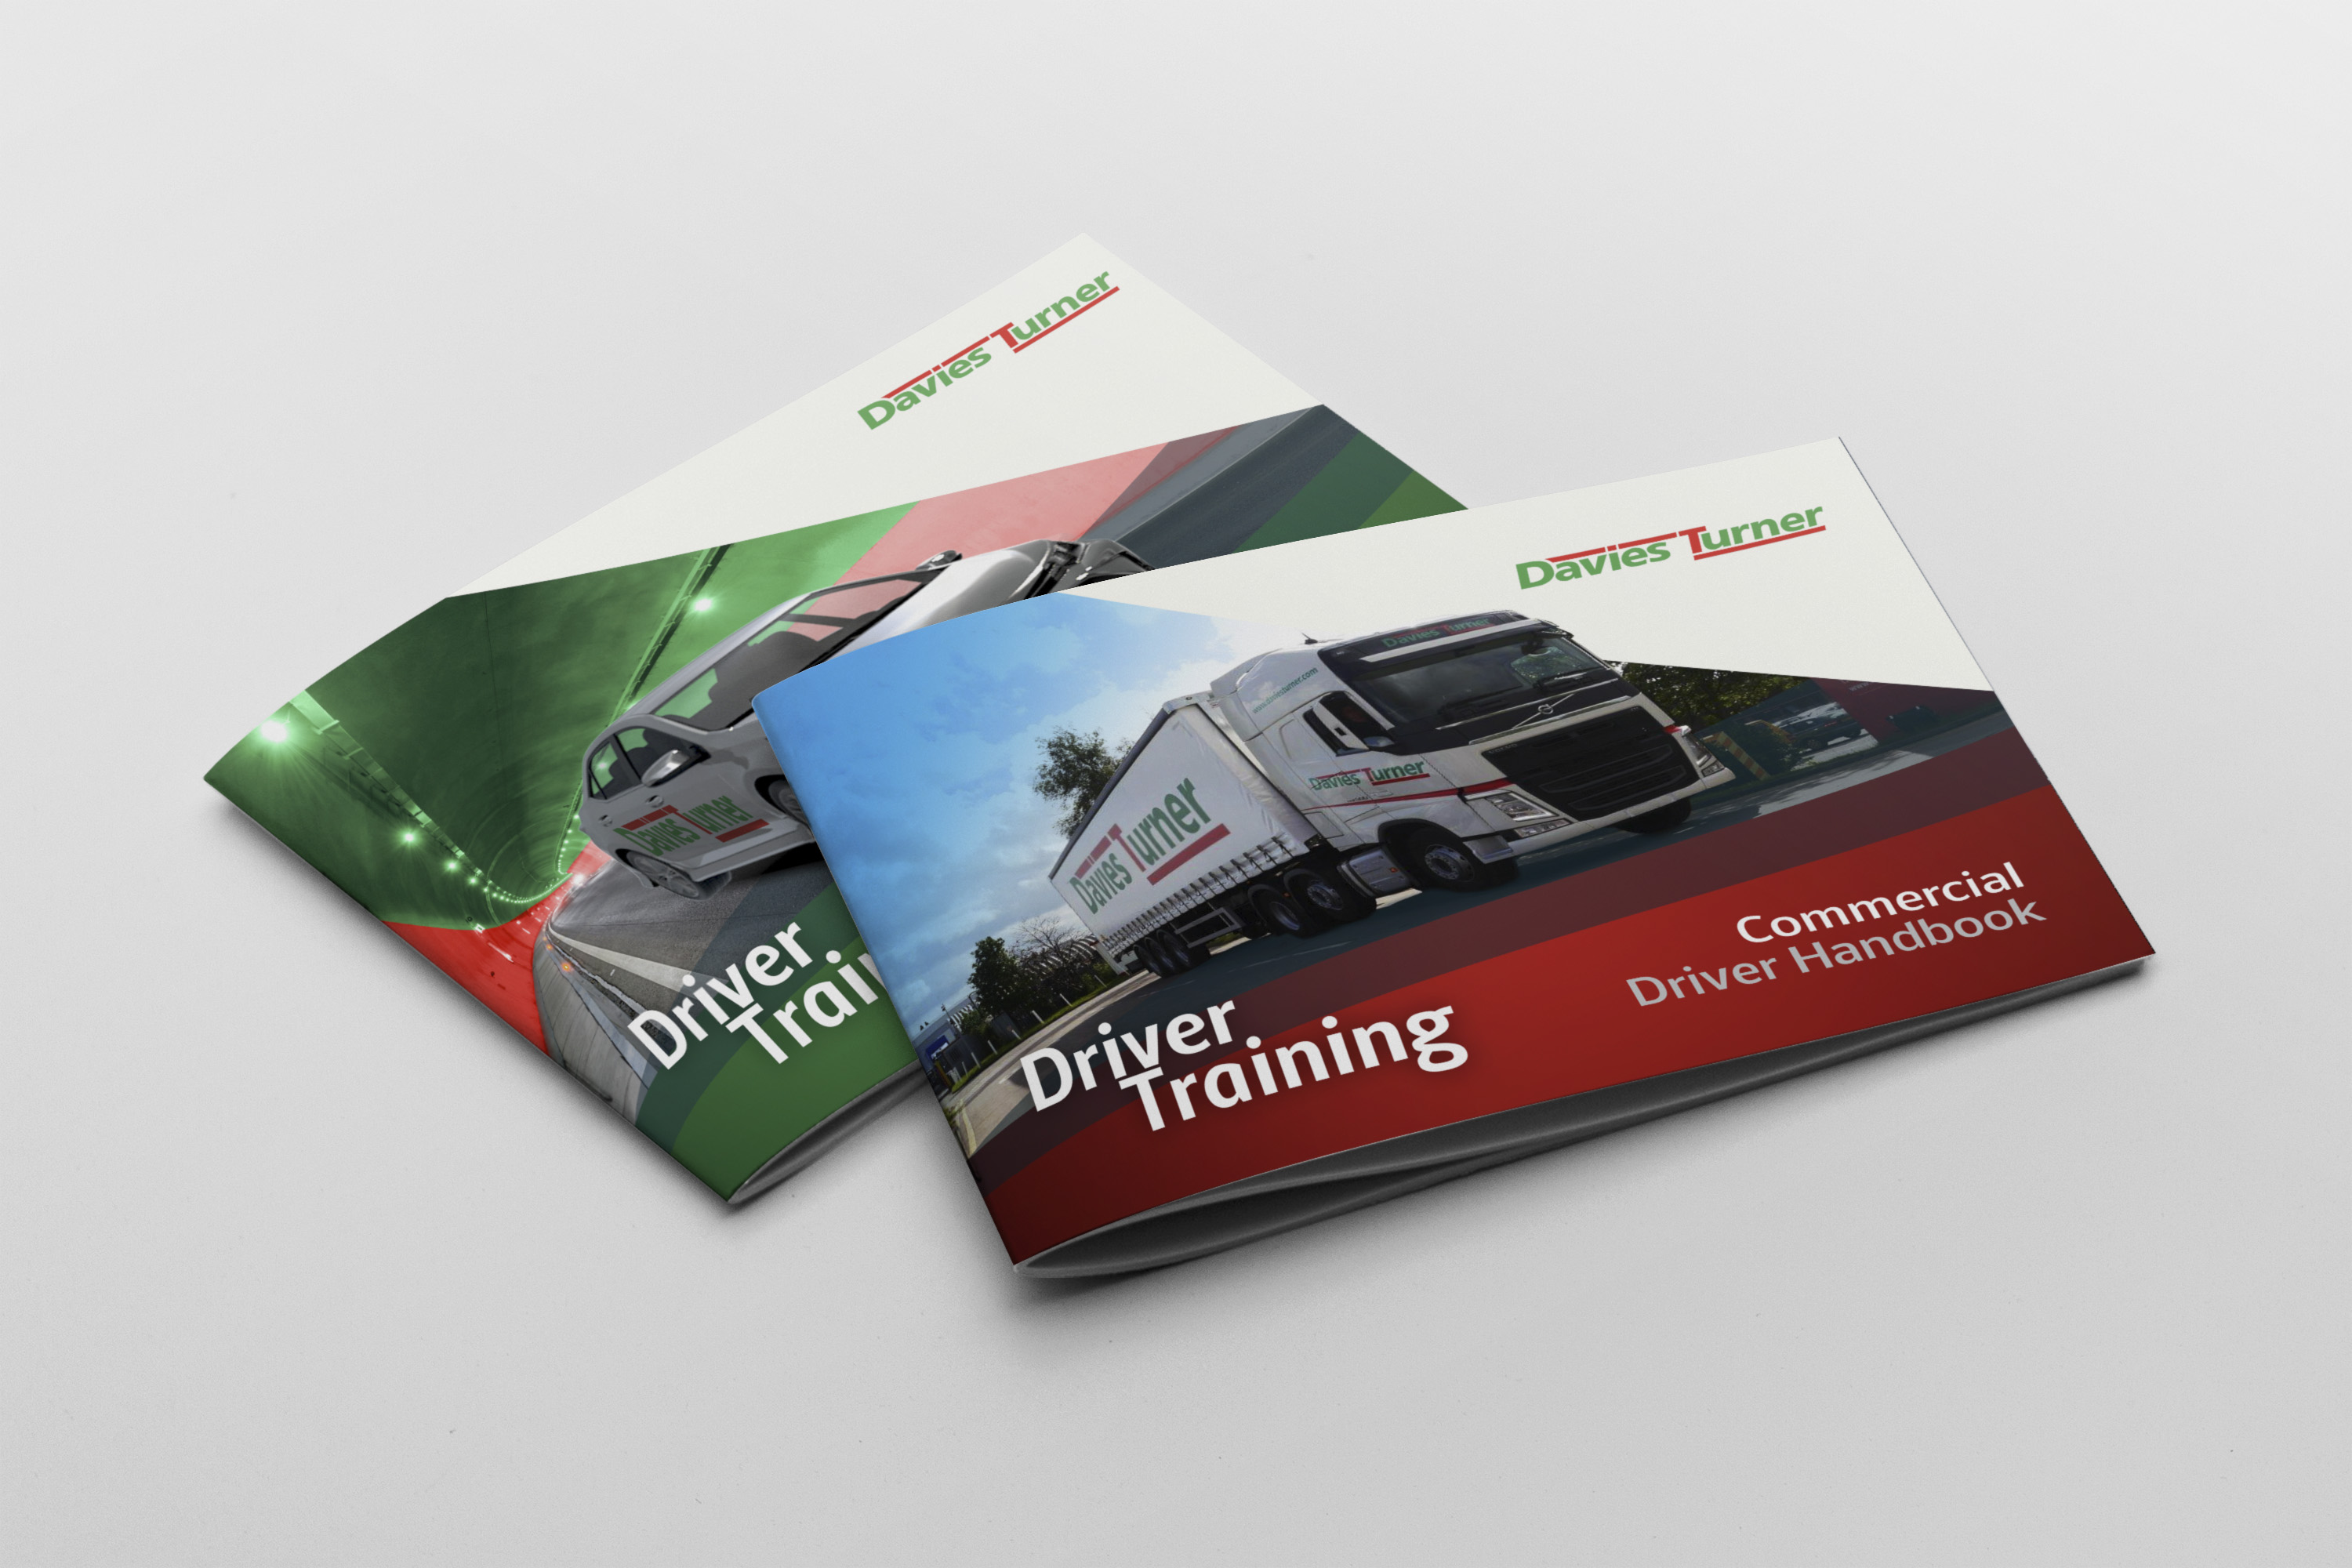 Davies Turner
Davies Turner
Driver
Train
Davies Turner
Davies Turner
www.daviesturner.com
Davies Turner
Davies Turner
Driver
Training
Commercial
Driver Handbook